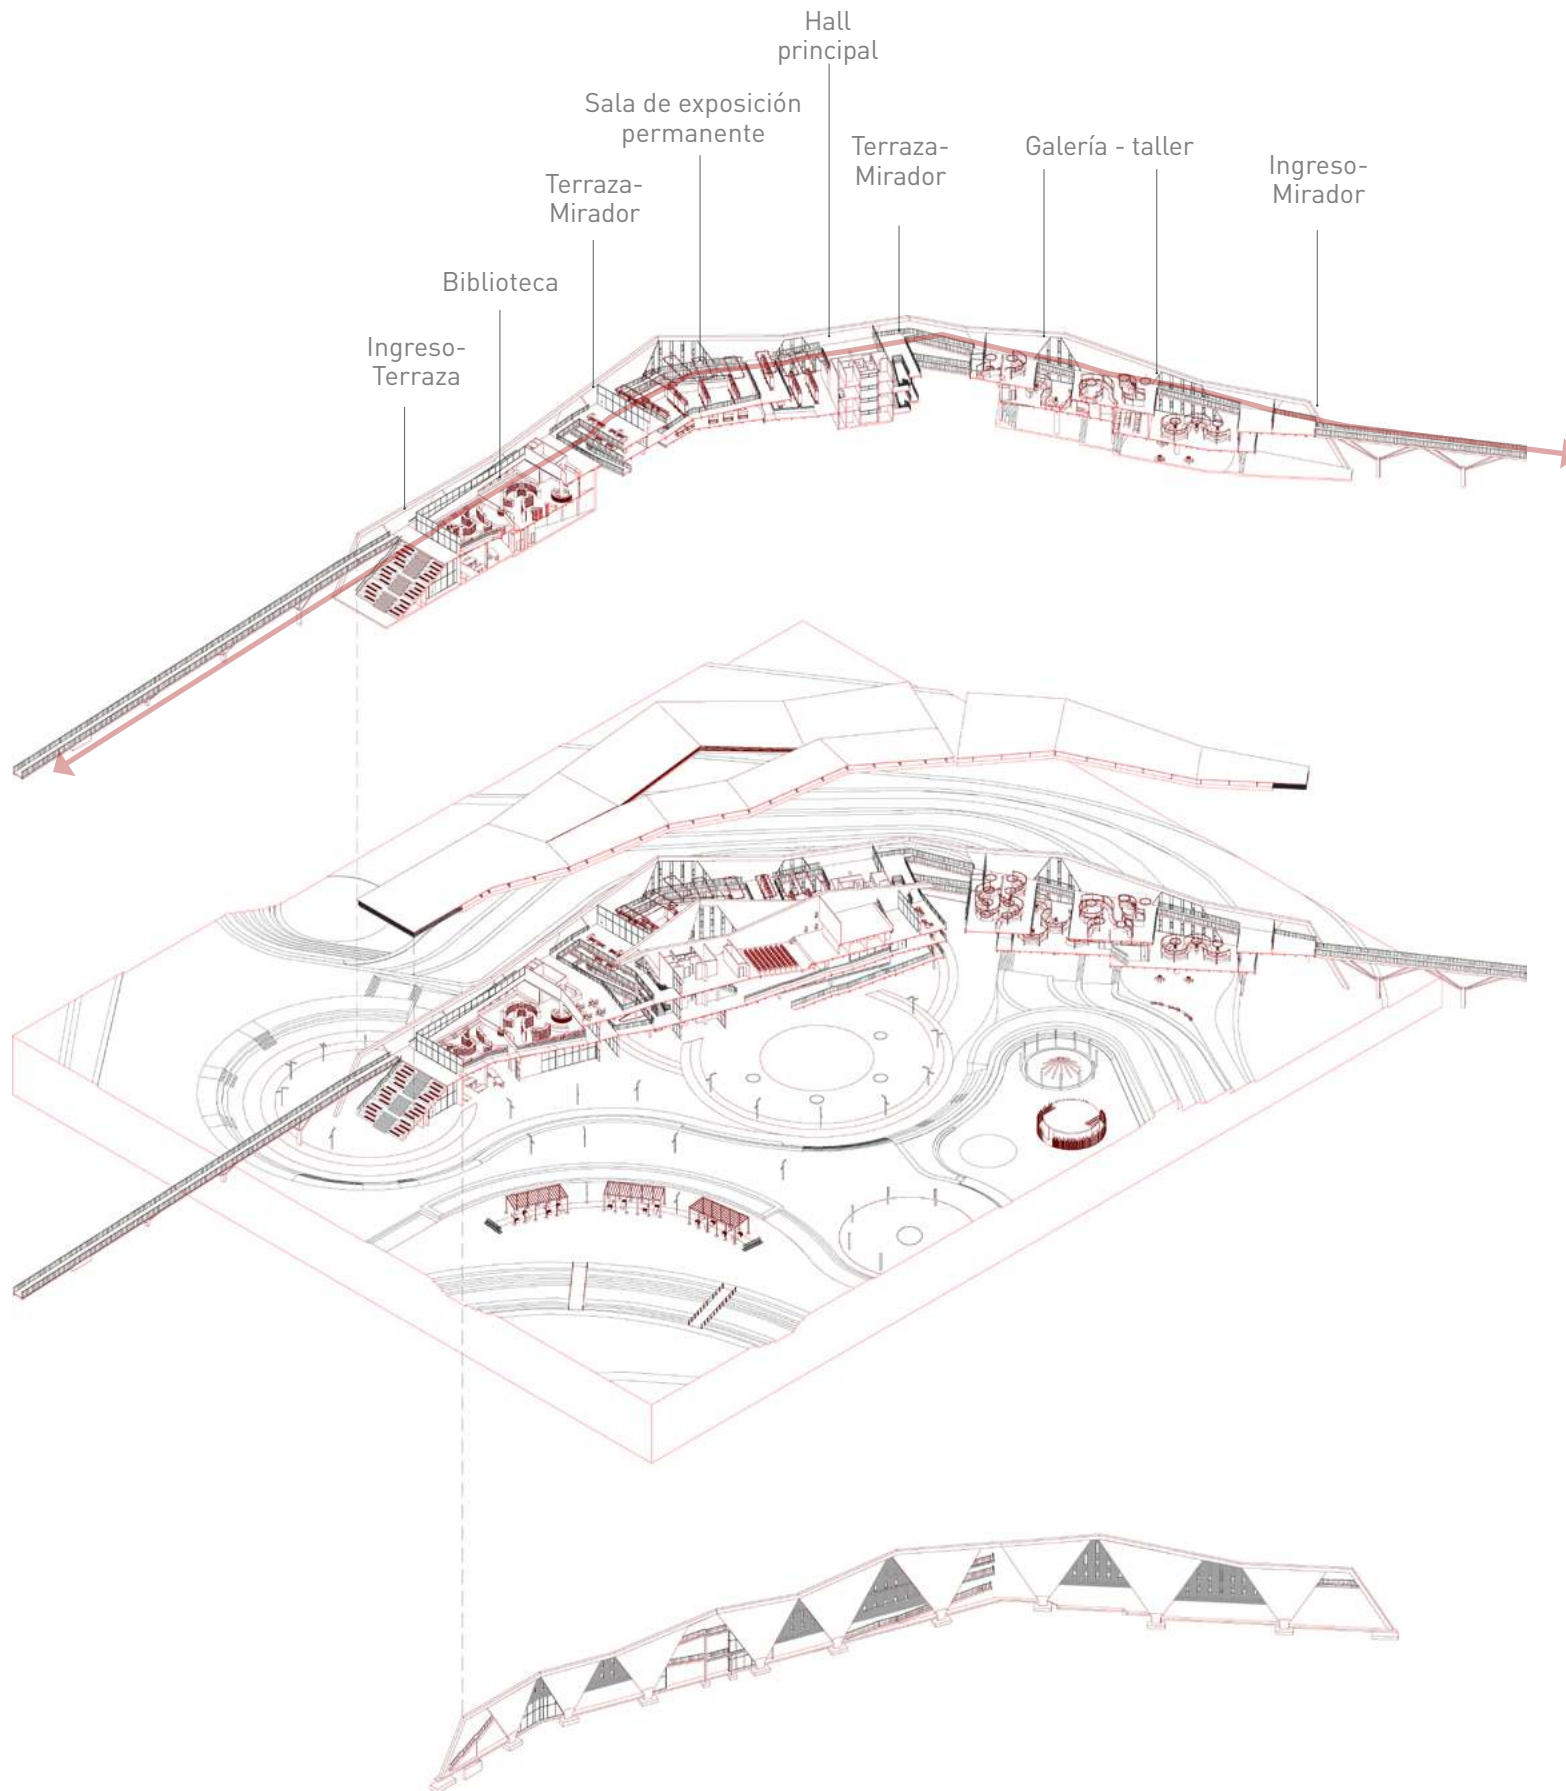 Hall
principal
Sala de exposición
permanente
Terraza-
Mirador
Galería - taller
Ingreso-
Mirador
Terraza-
Mirador
Biblioteca
Ingreso-
Terraza